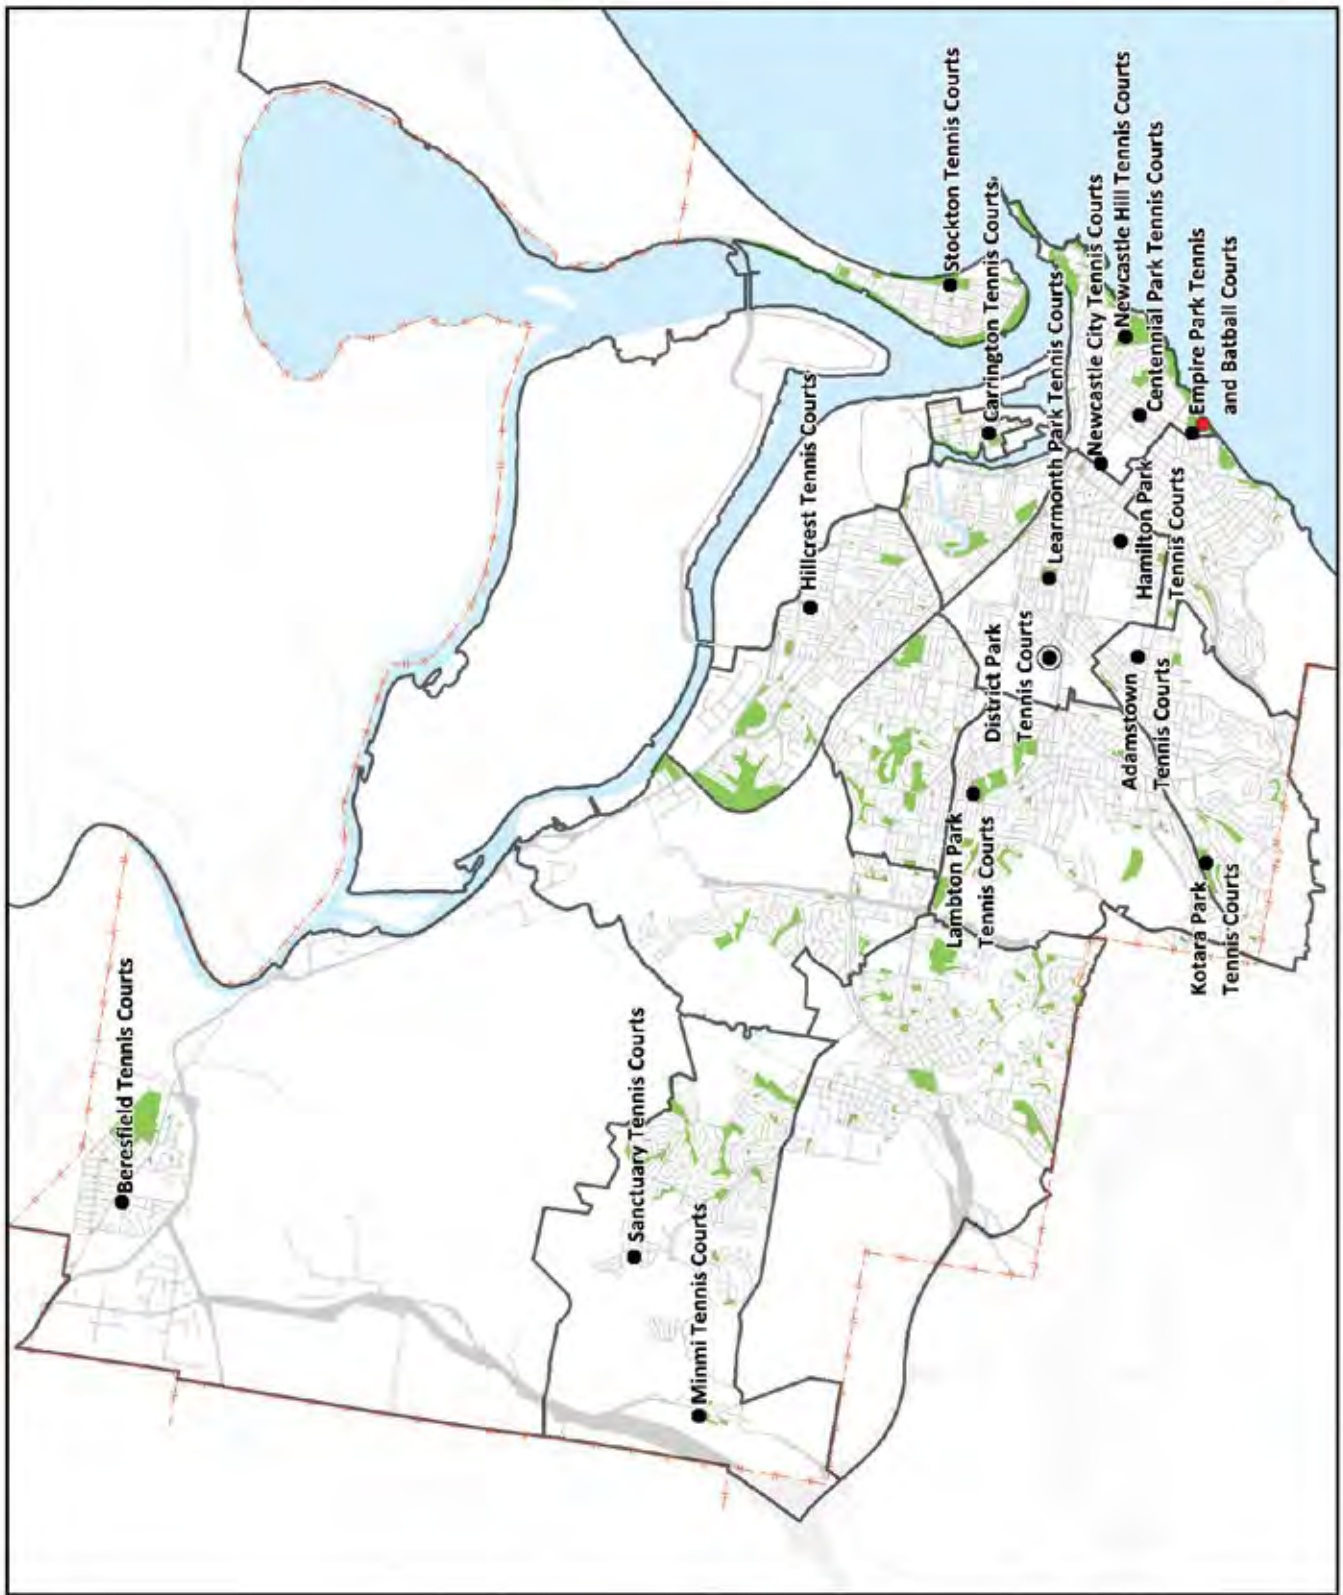 Beresfield Tennis Courts
Sanctuary Tennis Courts
Minmi Tennis Courts
Hillcrest Tennis Courts
Stockton Tennis Courts
Carrington Tennis Courts
Learmonth Park Tennis Courts
Newcastle City Tennis Courts
Newcastle Hill Tennis Courts
Centennial Park Tennis Courts
Empire Park Tennis
and Batball Courts
Hamilton Park
Tennis Courts
District Park
Tennis Courts
Adamstown
Tennis Courts
Lambton Park
Tennis Courts
Kotara Park
Tennis Courts